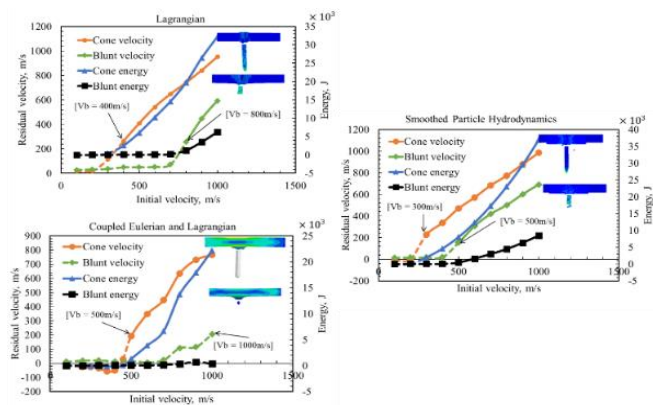 Lagrangian
1200
1000
800
600
400
200
0
Residual velocity, m/s
Cone velocity
Blunt velocity
Cone energy
Blunt energy
[Vb = 400m/s]
[Vb = 800m/s]
× 10³
35
30
25
20
15
10
5
0
-5
Energy, J
0 500 1000 1500
Initial velocity, m/s
Smoothed Particle Hydrodynamics
1200
1000
800
600
400
200
0
-200
Residual velocity, m/s
Cone velocity
Blunt velocity
Cone energy
Blunt energy
[Vb = 300m/s]
[Vb = 500m/s]
× 10³
40
35
30
25
20
15
10
5
0
-5
Energy, J
0 500 1000 1500
Initial velocity, m/s
Coupled Eulerian and Lagrangian
900
800
700
600
500
400
300
200
100
0
-100
-200
Residual velocity, m/s
Cone velocity
Blunt velocity
Cone energy
Blunt energy
[Vb = 500m/s]
[Vb = 1000m/s]
× 10³
25
20
15
10
5
0
-5
Energy, J
0 500 1000 1500
Initial velocity, m/s